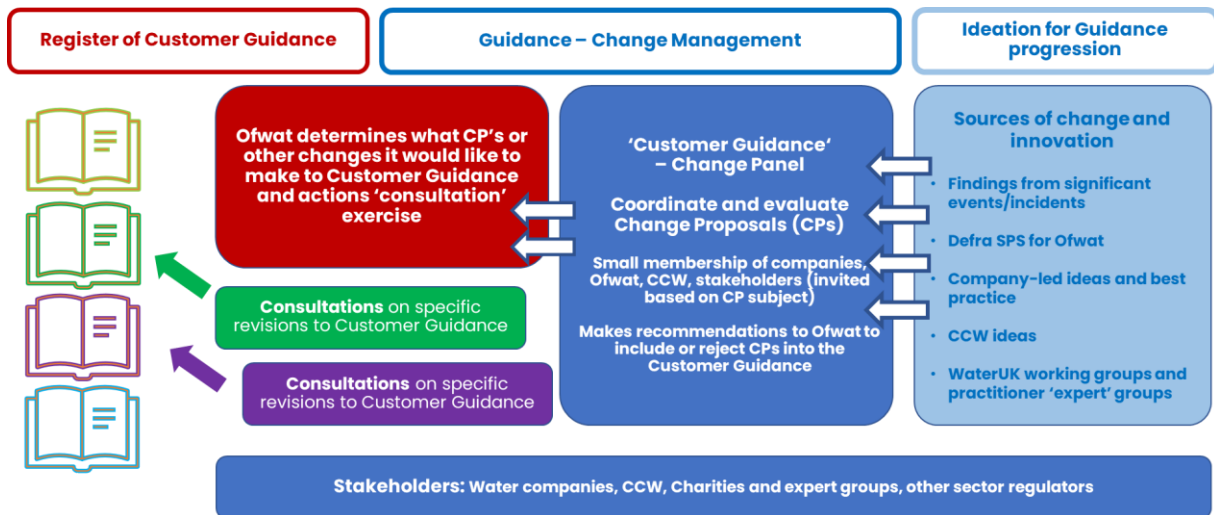 Register of Customer Guidance
Guidance – Change Management
Ideation for Guidance
progression
Ofwat determines what CP's or
other changes it would like to
make to Customer Guidance
and actions 'consultation'
exercise
Consultations on specific
revisions to Customer Guidance
Consultations on specific
revisions to Customer Guidance
'Customer Guidance'
– Change Panel
Coordinate and evaluate
Change Proposals (CPs)
Small membership of companies,
Ofwat, CCW, stakeholders (invited
based on CP subject)
Makes recommendations to Ofwat to
include or reject CPs into the
Customer Guidance
Sources of change and
innovation
• Findings from significant
events/incidents
• Defra SPS for Ofwat
• Company-led ideas and best
practice
• CCW ideas
• WaterUK working groups and
practitioner 'expert' groups
Stakeholders: Water companies, CCW, Charities and expert groups, other sector regulators